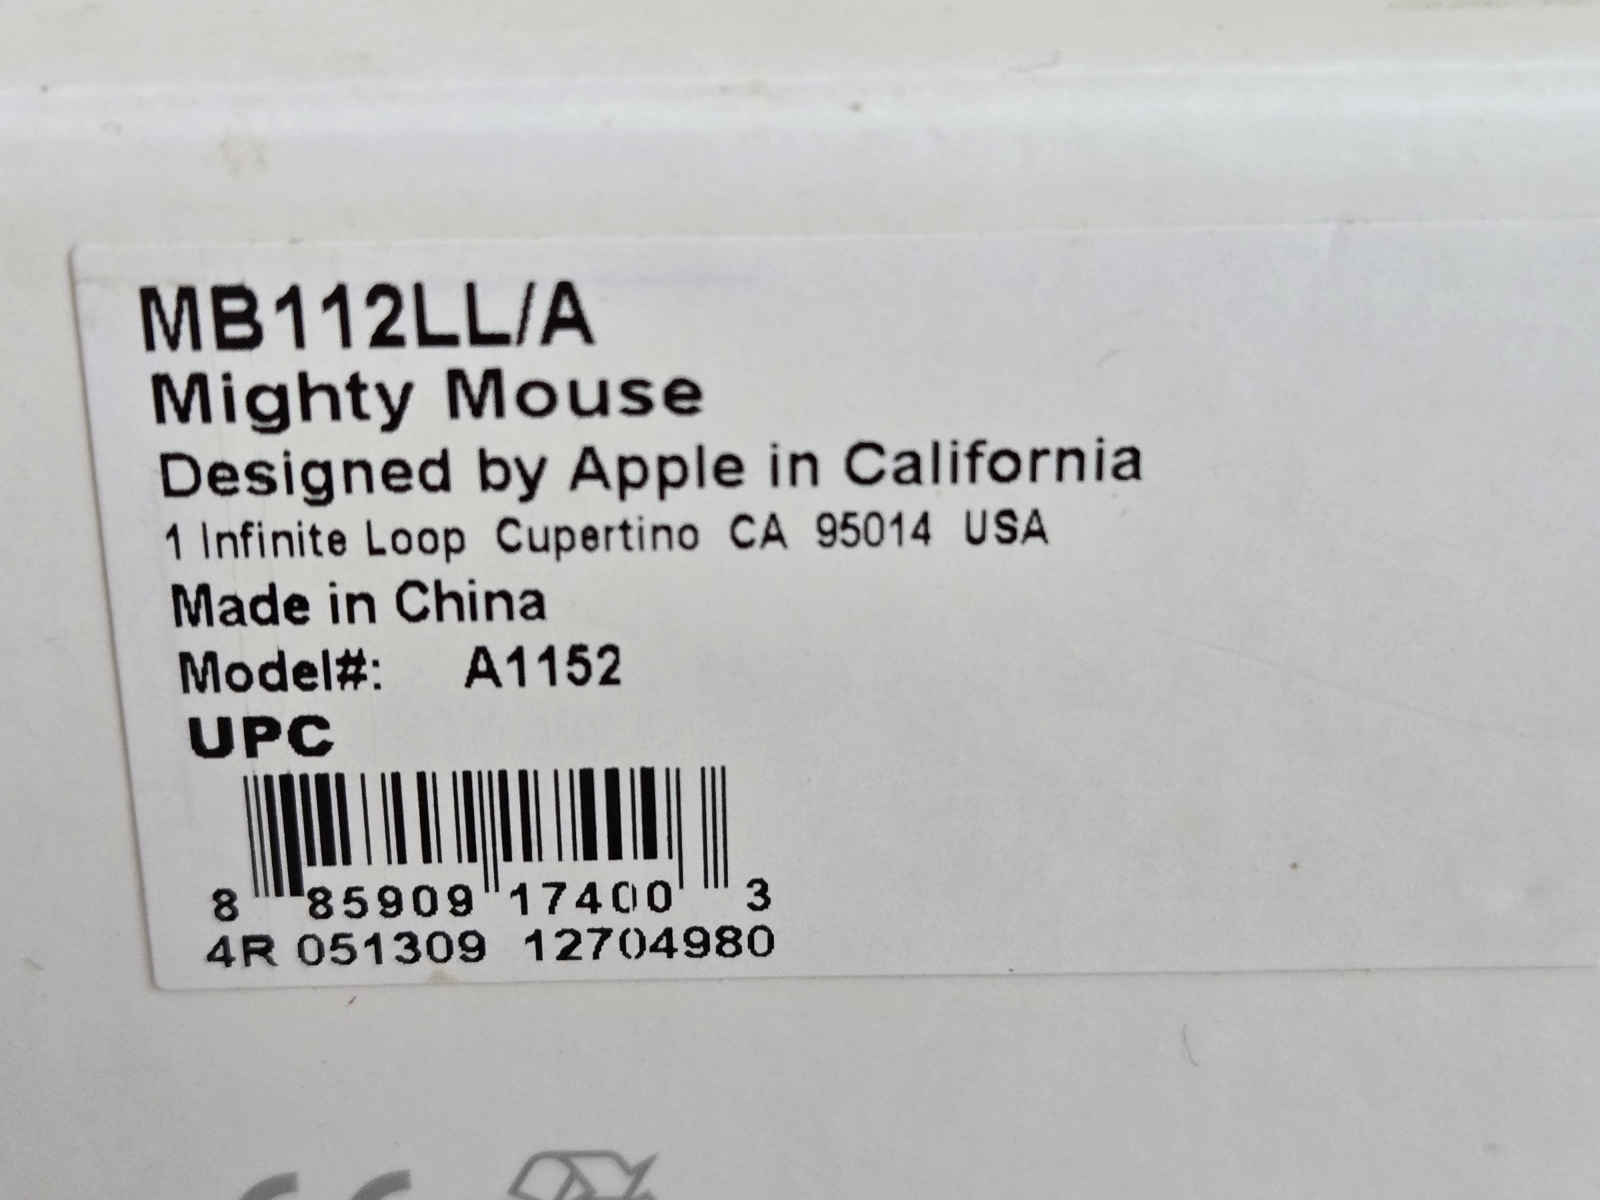 MB112LL/A
Mighty Mouse
Designed by Apple in California
1 Infinite Loop Cupertino CA 95014 USA
Made in China
Model#: A1152
UPC
8 85909 17400 3
4R 051309 12704980